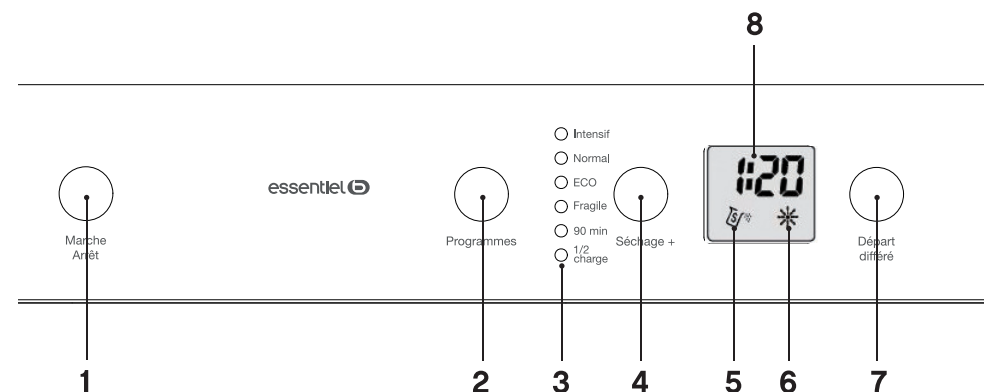 8
Intensif
Normal
ECO
Fragile
90 min
1/2
charge
essentiel b
1:20
S
Marche
Arrêt
Programmes
Séchage +
Départ
différé
1 2 3 4 5 6 7